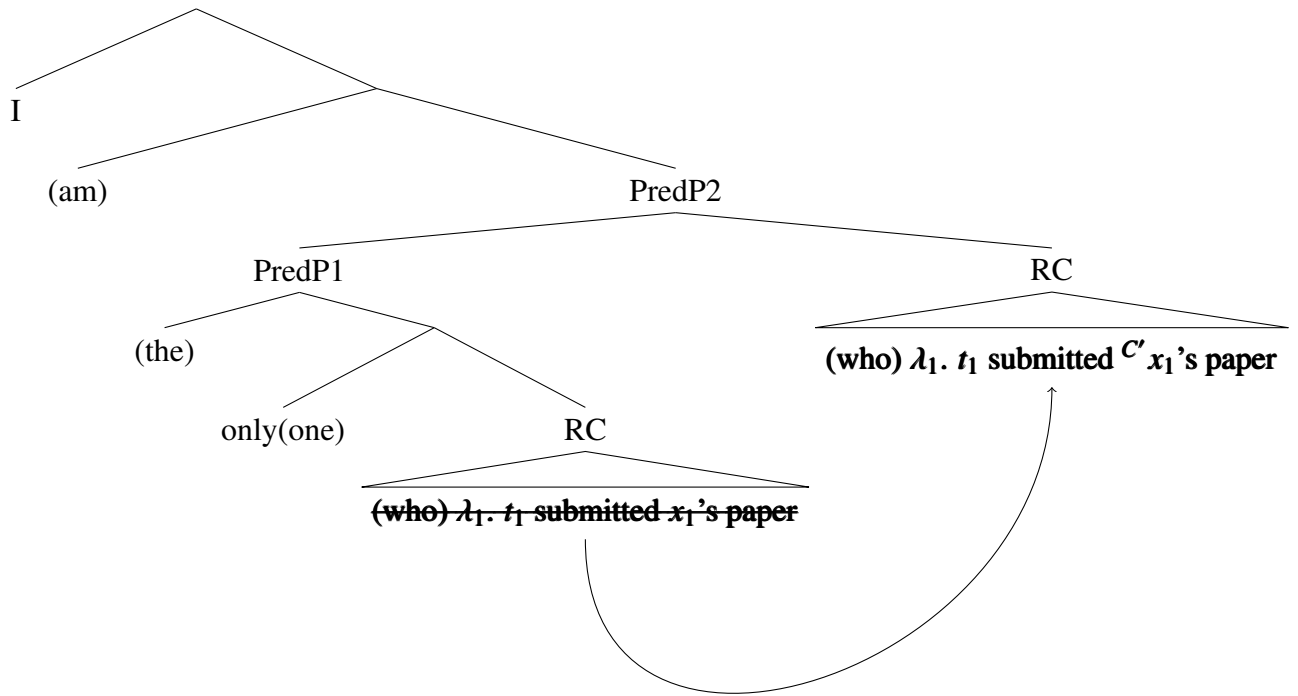 I
(am)
PredP2
PredP1
RC
(the)
(who) λ₁. t₁ submitted ᶜ′ x₁'s paper
only(one)
RC
(who) λ₁. t₁ submitted x₁'s paper